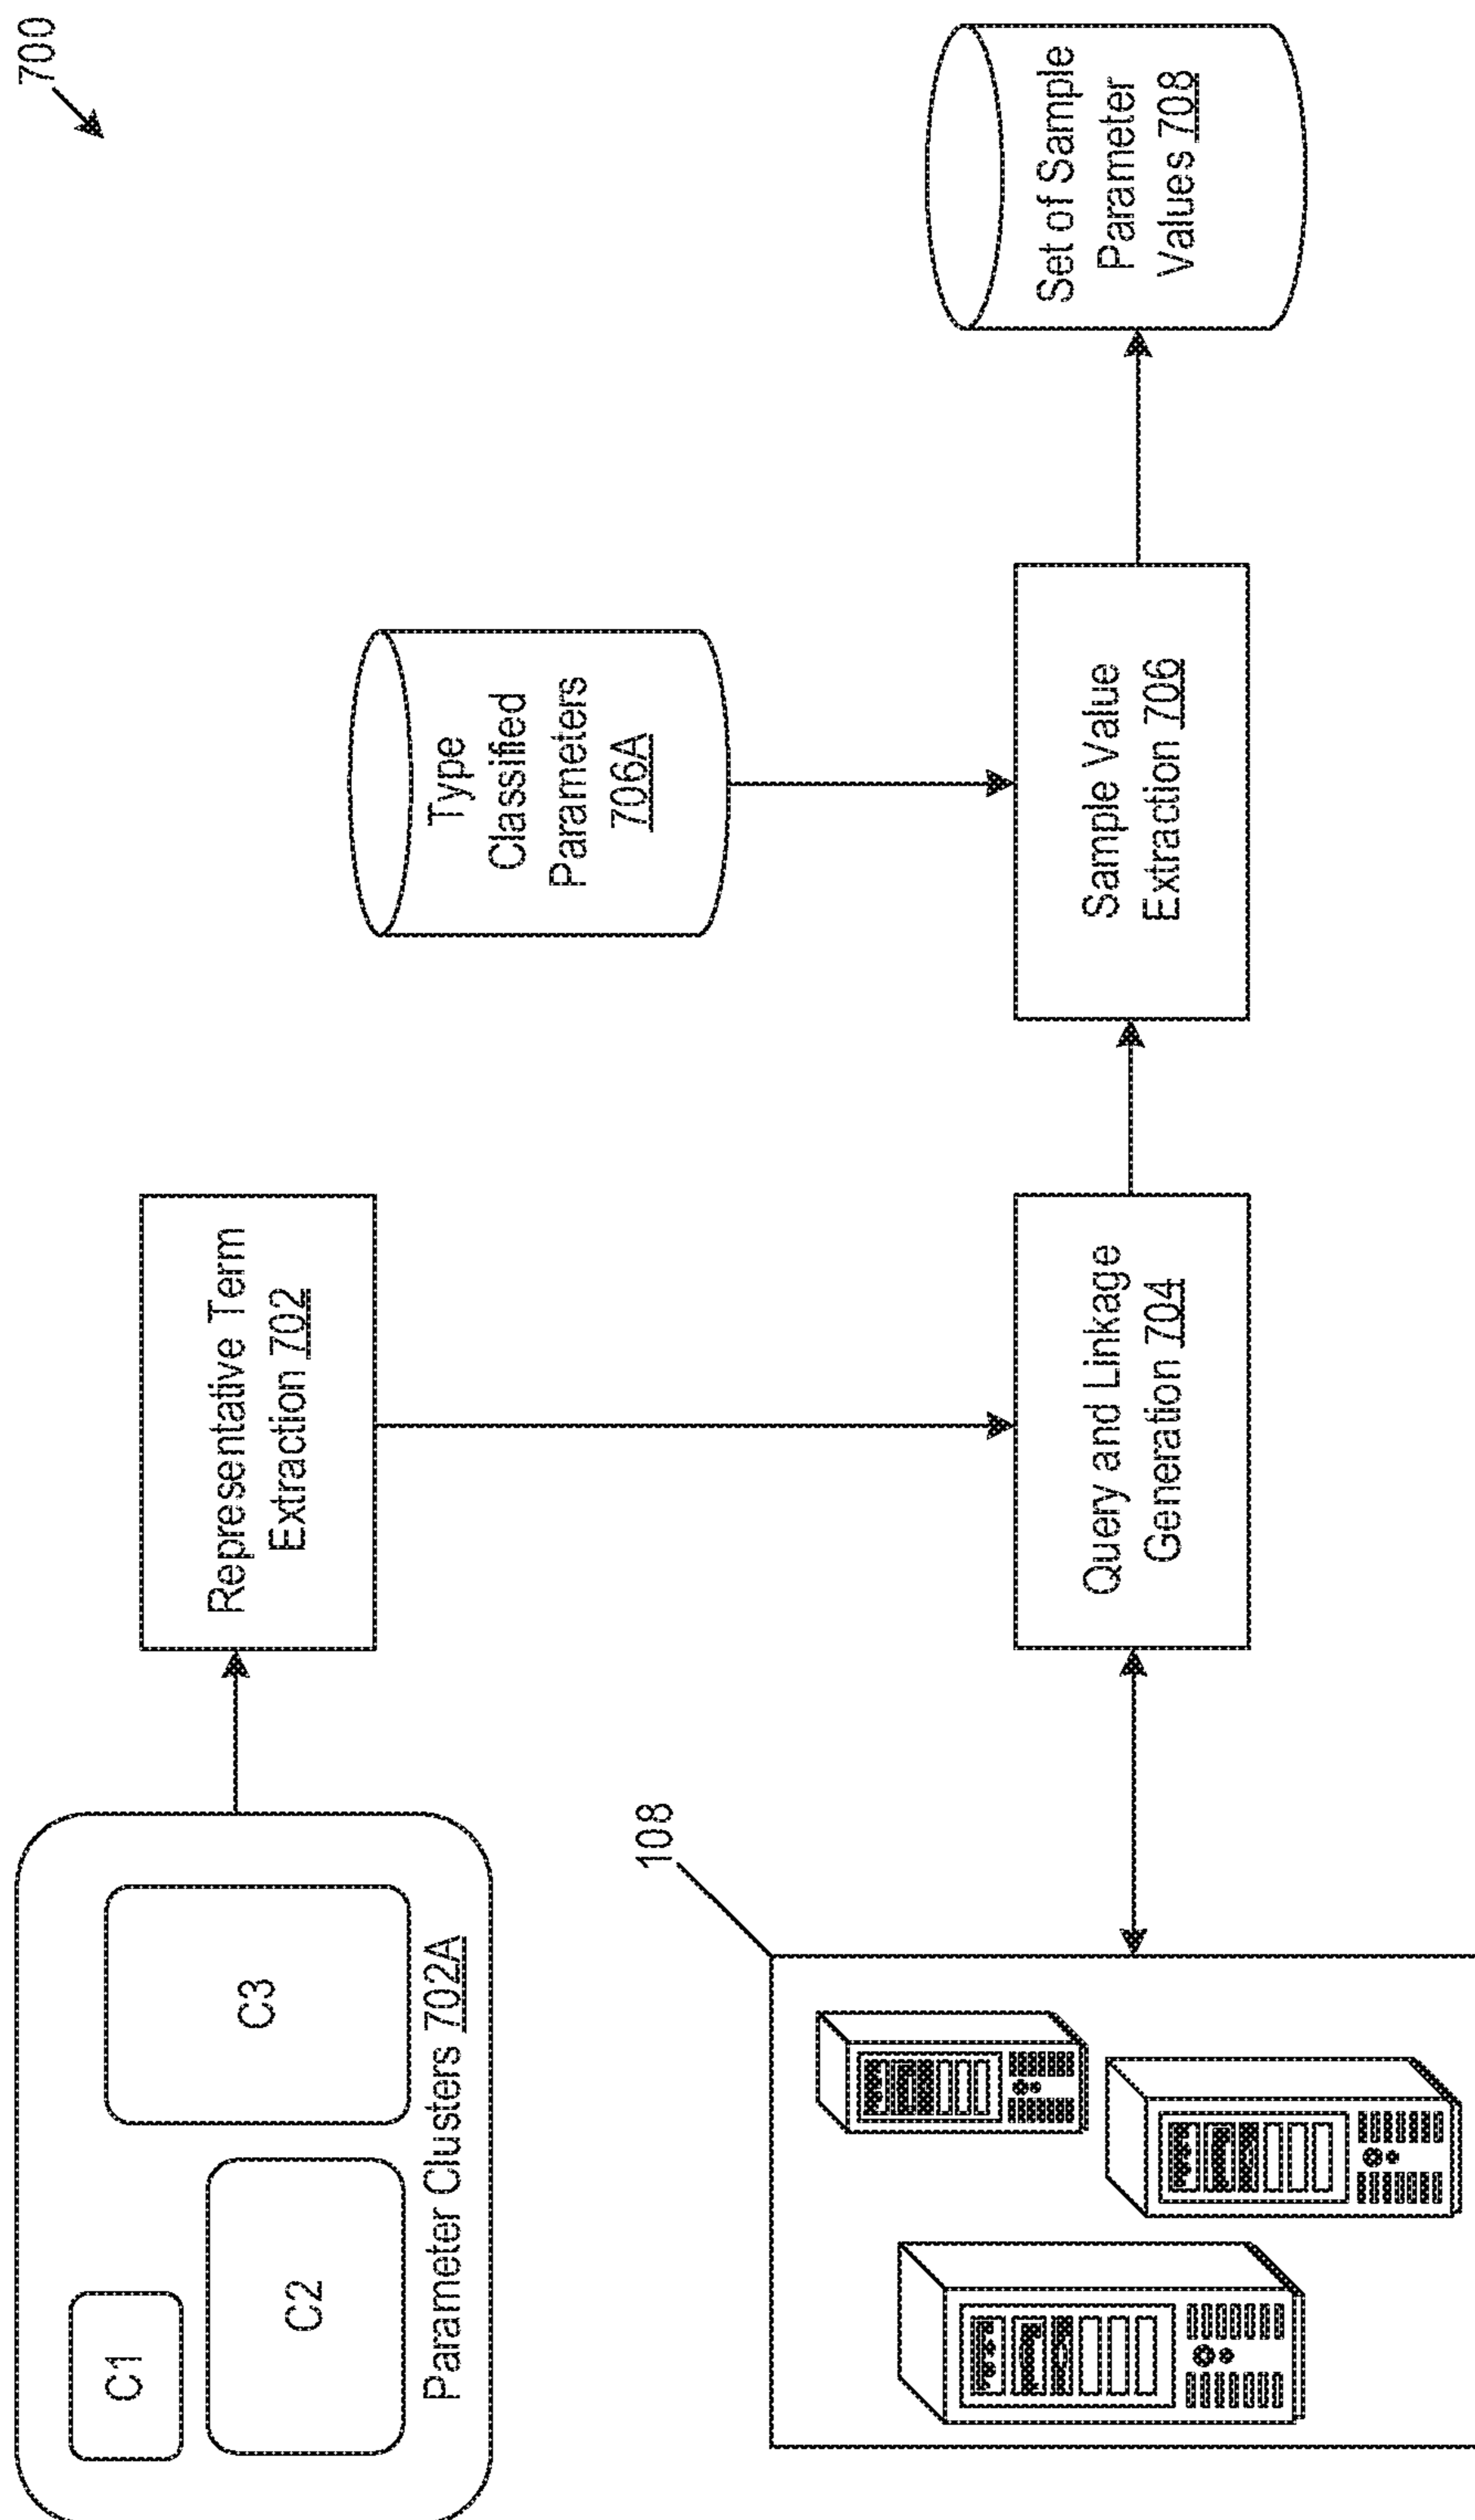 700
C1
C2
C3
Parameter Clusters 702A
Representative Term
Extraction 702
Type
Classified
Parameters
706A
108
Query and Linkage
Generation 704
Sample Value
Extraction 706
Set of Sample
Parameter
Values 708